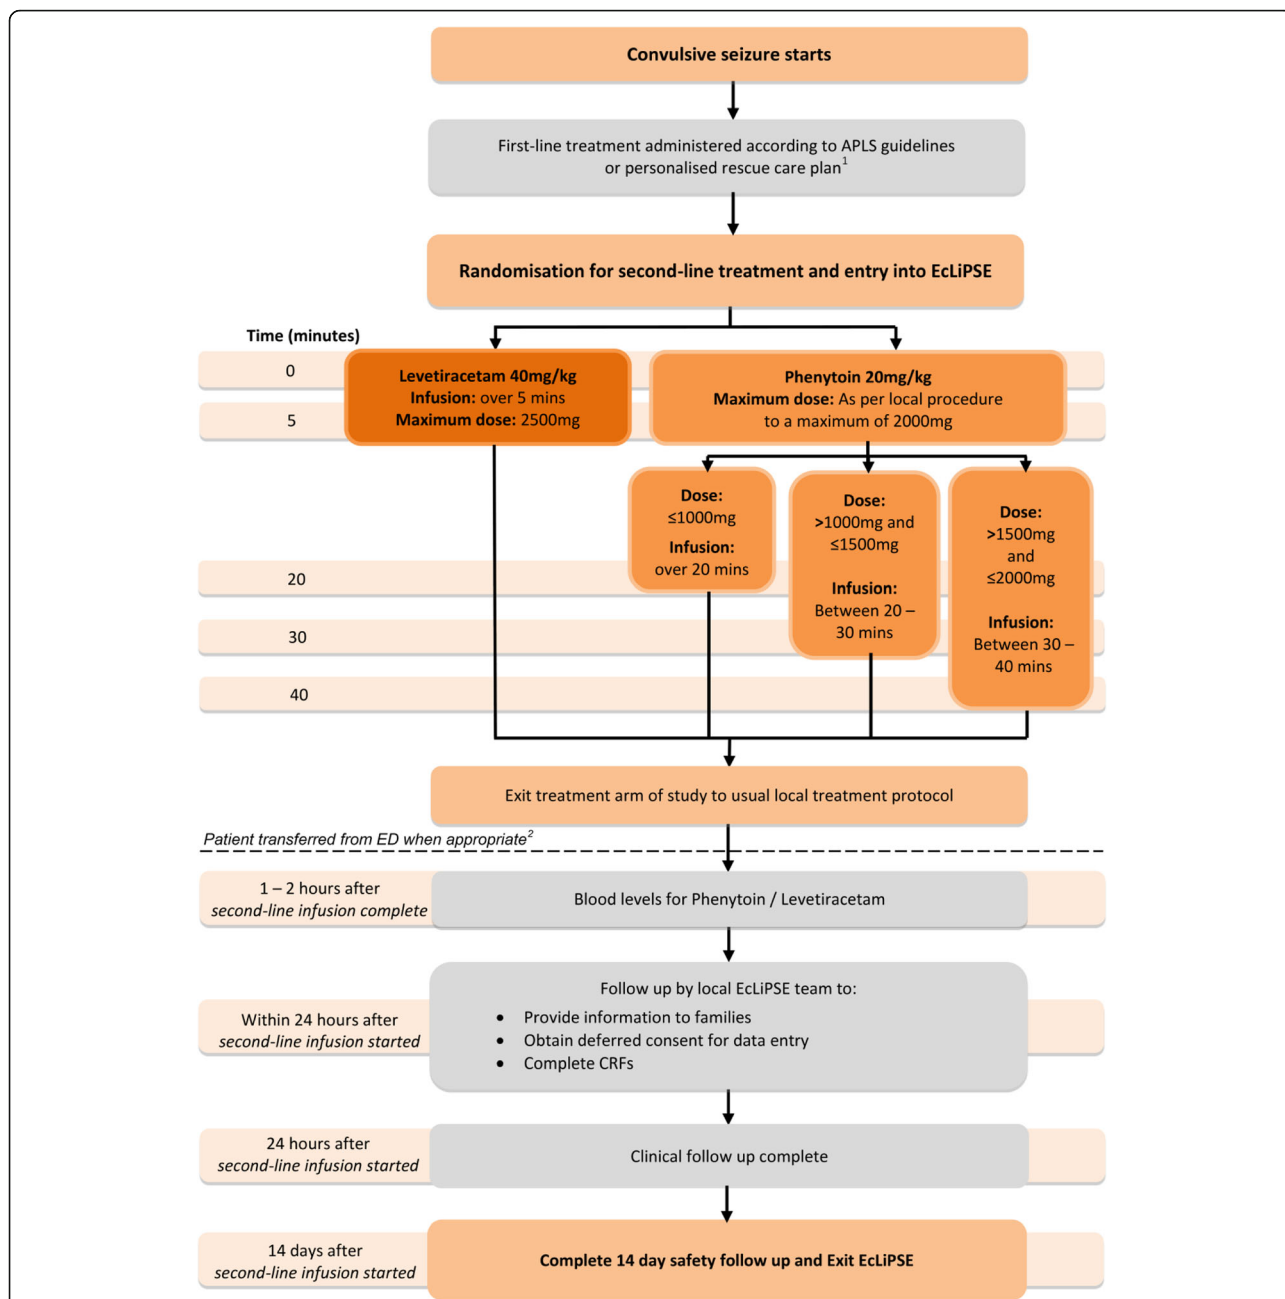 Convulsive seizure starts
First-line treatment administered according to APLS guidelines
or personalised rescue care plan1
Randomisation for second-line treatment and entry into EcLiPSE
Time (minutes)
0
5
20
30
40
Levetiracetam 40mg/kg
Infusion: over 5 mins
Maximum dose: 2500mg
Phenytoin 20mg/kg
Maximum dose: As per local procedure
to a maximum of 2000mg
Dose:
≤1000mg
Infusion:
over 20 mins
Dose:
>1000mg and
≤1500mg
Infusion:
Between 20 –
30 mins
Dose:
>1500mg
and
≤2000mg
Infusion:
Between 30 –
40 mins
Exit treatment arm of study to usual local treatment protocol
Patient transferred from ED when appropriate2
1 – 2 hours after
second-line infusion complete
Blood levels for Phenytoin / Levetiracetam
Within 24 hours after
second-line infusion started
Follow up by local EcLiPSE team to:
• Provide information to families
• Obtain deferred consent for data entry
• Complete CRFs
24 hours after
second-line infusion started
Clinical follow up complete
14 days after
second-line infusion started
Complete 14 day safety follow up and Exit EcLiPSE